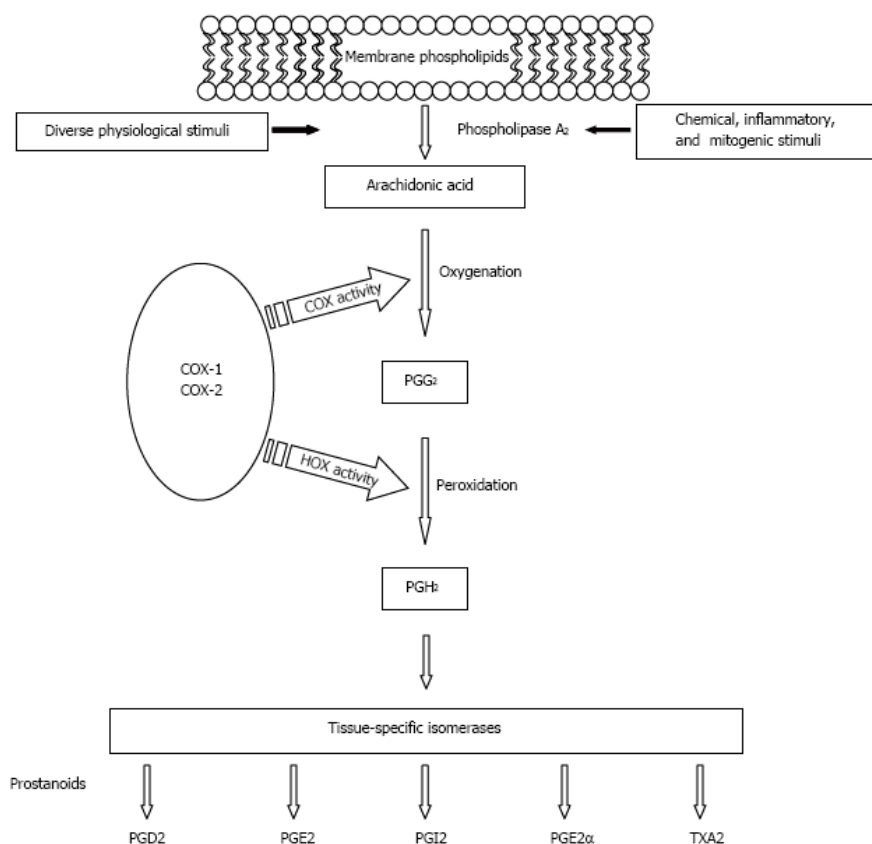 Membrane phospholipids
Diverse physiological stimuli
Phospholipase A₂
Chemical, inflammatory,
and mitogenic stimuli
Arachidonic acid
Oxygenation
COX activity
COX-1
COX-2
PGG₂
HOX activity
Peroxidation
PGH₂
Tissue-specific isomerases
Prostanoids
PGD2
PGE2
PGI2
PGE2α
TXA2